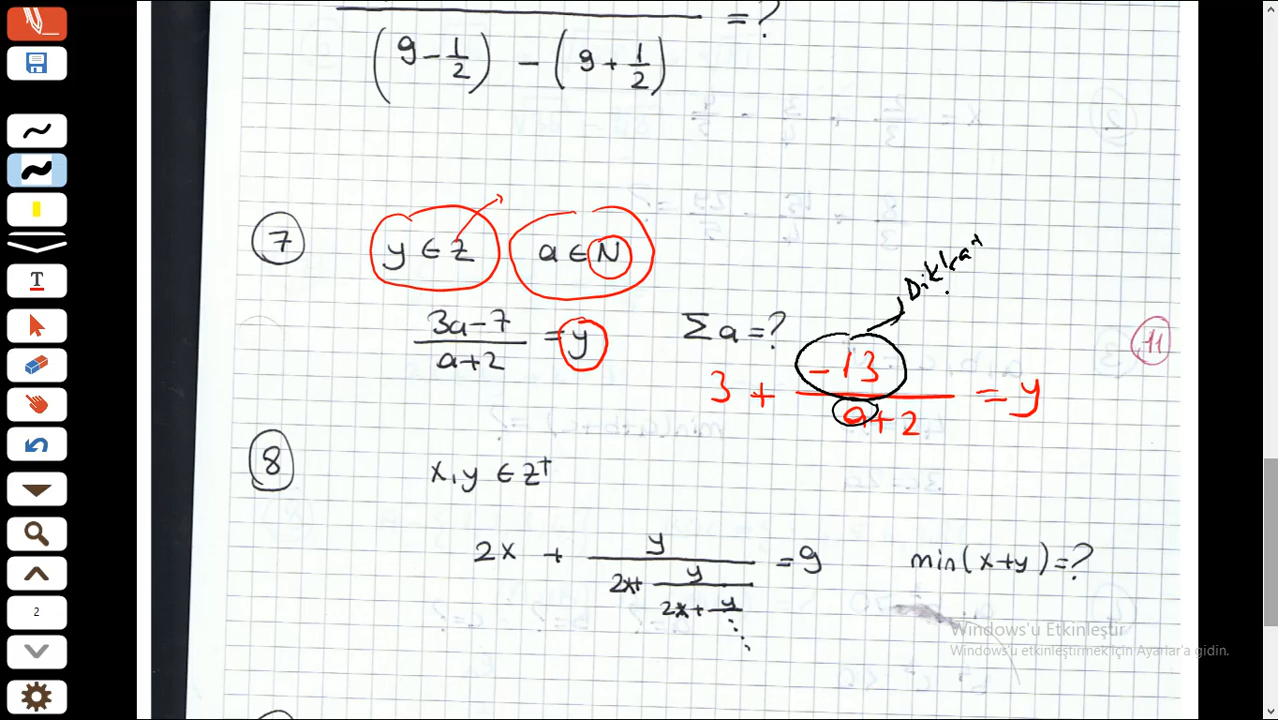 = ?
(9 - 1/2) - (9 + 1/2)
7
y ∈ Z a ∈ N
Dikkat
(3a-7)/(a+2) = y Σa = ?
3 + (-13)/(a+2) = y
11
8
x, y ∈ Z⁺
2x + y/(2x + y/(2x + y/⋱)) = 9 min(x+y) = ?
T
2
Windows'u Etkinleştir
Windows'u etkinleştirmek için Ayarlar'a gidin.